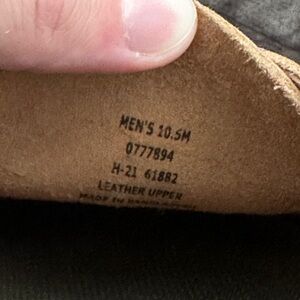 MEN'S 10.5M
0777894
H-21 61882
LEATHER UPPER
MADE IN